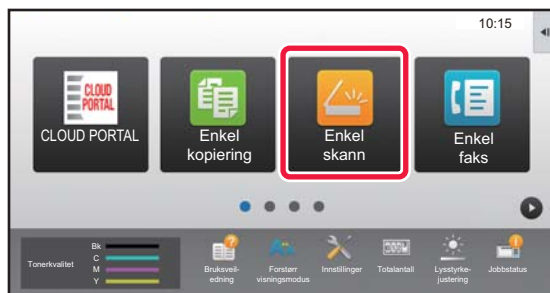 10:15
CLOUD
PORTAL
CLOUD PORTAL
Enkel
kopiering
Enkel
skann
Enkel
faks
Tonerkvalitet
Bk
C
M
Y
Bruksveil-
edning
Forstørr
visningsmodus
Innstillinger
Totalantall
Lysstyrke-
justering
Jobbstatus